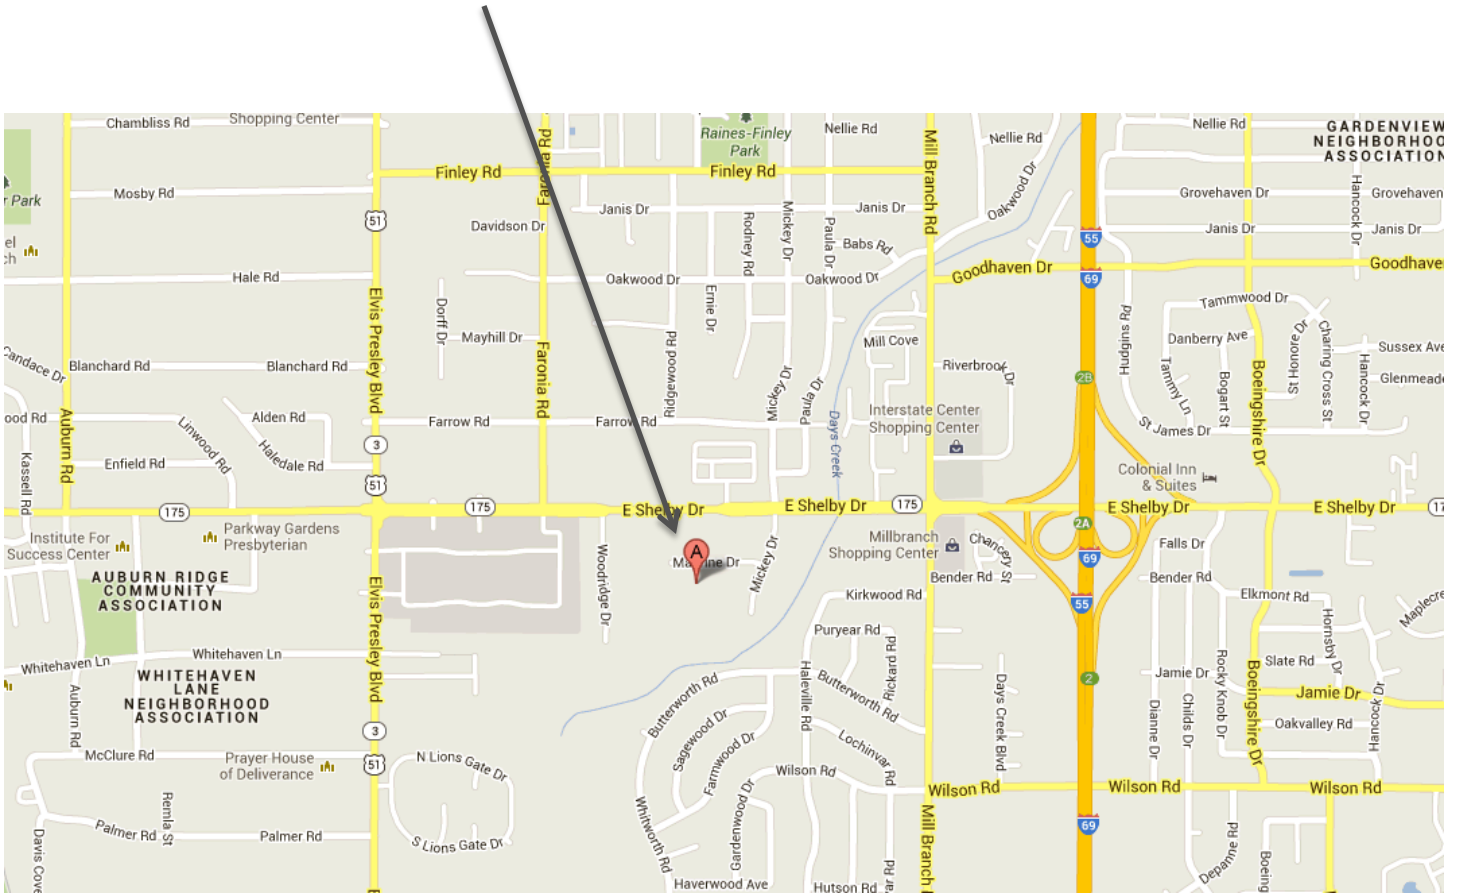 Chambliss Rd
Shopping Center
Raines-Finley
Park
Nellie Rd
Nellie Rd
Nellie Rd
GARDENVIEW
NEIGHBORHOO
ASSOCIATION
Finley Rd
Finley Rd
Faronia Rd
Mill Branch Rd
Mosby Rd
r Park
Oakwood Dr
Grovehaven Dr
Grovehaven
Hancock Dr
51
Janis Dr
Janis Dr
Janis Dr
Janis Dr
Davidson Dr
Rodney Rd
Mickey Dr
Paula Dr
Babs Rd
55
el
ch
Hale Rd
Oakwood Dr
Oakwood Dr
Goodhaven Dr
69
Goodhave
Elvis Presley Blvd
Dorff Dr
Ernie Dr
Tammwood Dr
Mayhill Dr
Ridgewood Rd
Mill Cove
Hudgins Rd
Danberry Ave
St Honore Dr
Charing Cross St
Sussex Ave
Candace Dr
Blanchard Rd
Blanchard Rd
Faronia Rd
Mickey Dr
Paula Dr
Riverbrook Dr
2B
Tammy Ln
Bogart St
Boeingshire Dr
Hancock Dr
Glenmeade
ood Rd
Auburn Rd
Linwood Rd
Alden Rd
Haledale Rd
Farrow Rd
Farrow Rd
Days Creek
Interstate Center
Shopping Center
St James Dr
3
Kassell Rd
Enfield Rd
51
Colonial Inn
& Suites
175
175
E Shelby Dr
E Shelby Dr
175
E Shelby Dr
E Shelby Dr
17
Institute For
Success Center
Parkway Gardens
Presbyterian
Woodridge Dr
A
Mickey Dr
Millbranch
Shopping Center
Chancery St
2A
69
Falls Dr
AUBURN RIDGE
COMMUNITY
ASSOCIATION
Elvis Presley Blvd
Bender Rd
Bender Rd
Kirkwood Rd
55
Elkmont Rd
Maplecre
Hornsby Dr
Puryear Rd
Rickard Rd
Whitehaven Ln
Whitehaven Ln
WHITEHAVEN
LANE
NEIGHBORHOOD
ASSOCIATION
Auburn Rd
Butterworth Rd
Haleville Rd
Butterworth Rd
2
Jamie Dr
Rocky Knob Dr
Boeingshire Dr
Slate Rd
Jamie Dr
Hancock Dr
Sagewood Dr
Days Creek Blvd
Dianne Dr
Childs Dr
Oakvalley Rd
3
McClure Rd
Prayer House
of Deliverance
51
N Lions Gate Dr
Farmwood Dr
Lochinvar Rd
Wilson Rd
Wilson Rd
Wilson Rd
Wilson Rd
Davis Cove
Remla St
Palmer Rd
Palmer Rd
S Lions Gate Dr
Whitworth Rd
Gardenwood Dr
Mill Branch
69
Depanne Rd
Boeing
Haverwood Ave
Hutson Rd
ar Rd
E